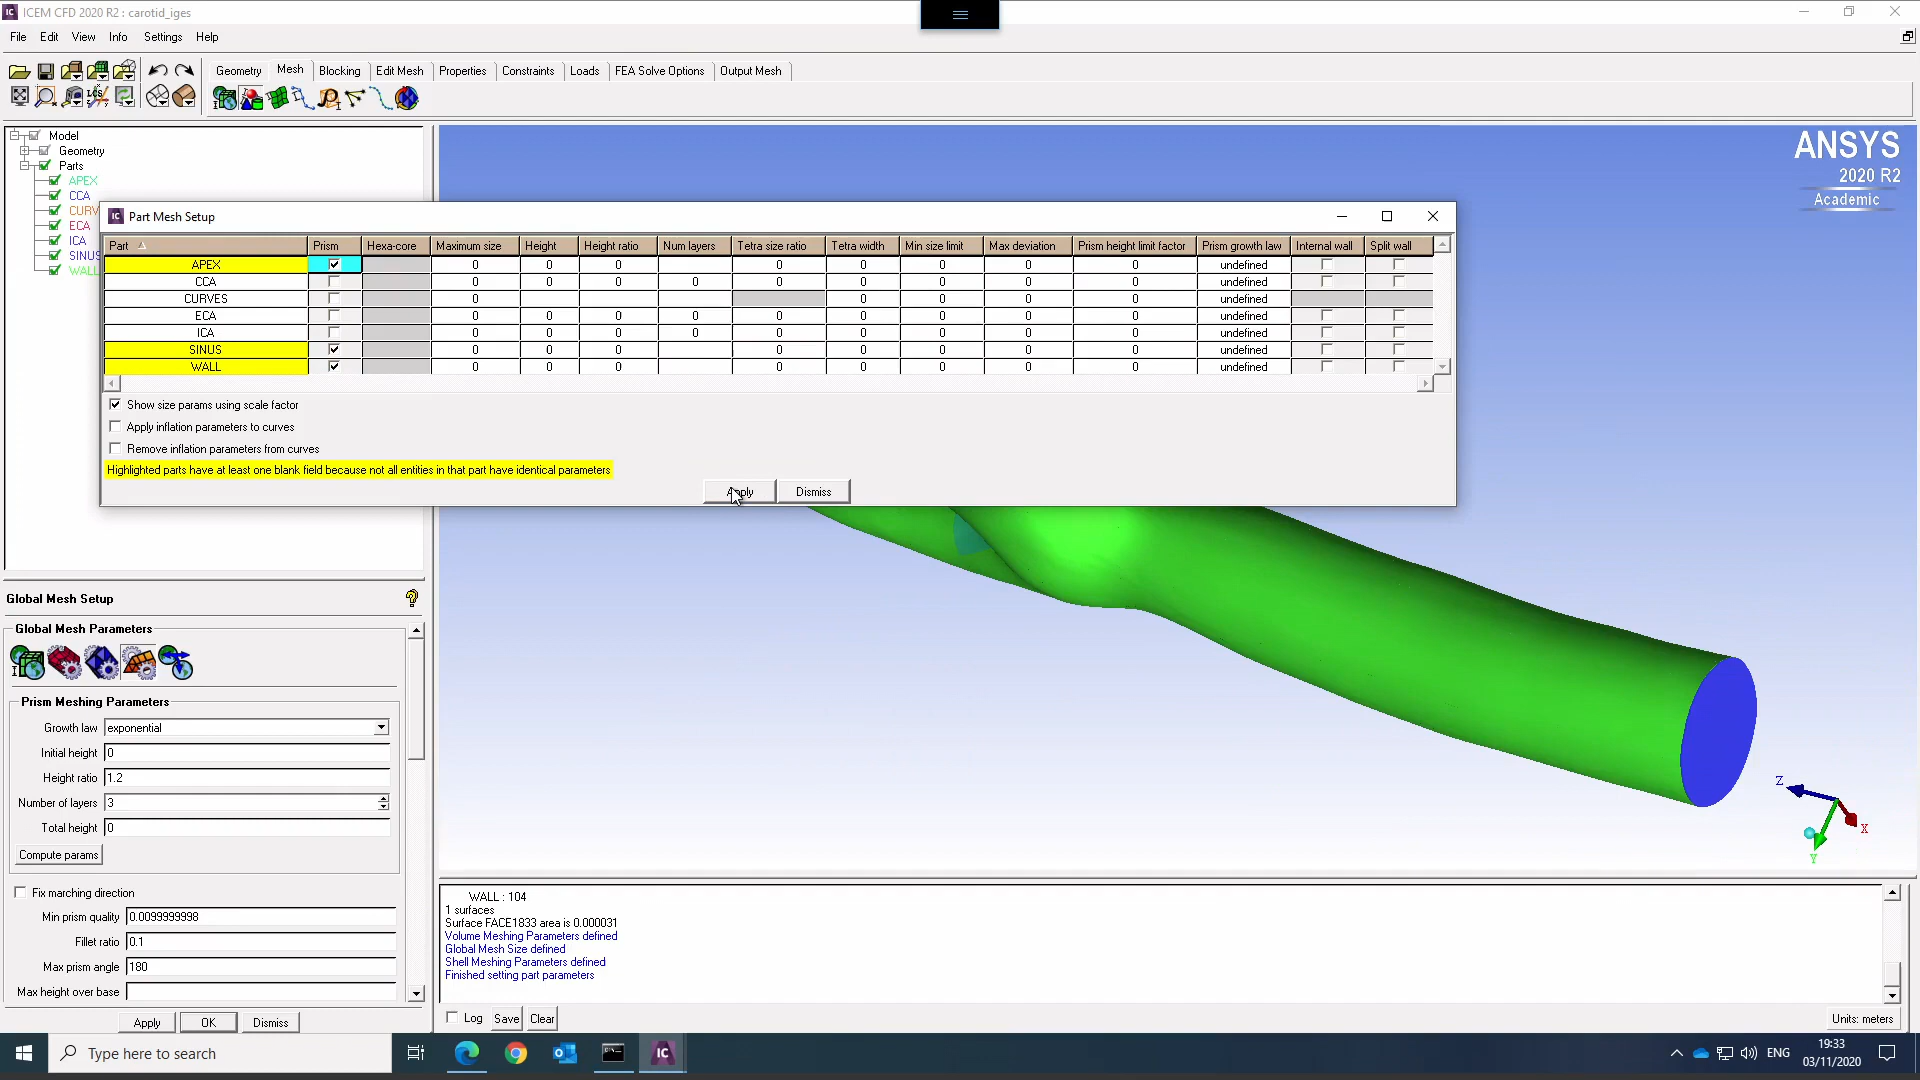 ICEM CFD 2020 R2 : carotid_iges
File Edit View Info Settings Help
Geometry Mesh Blocking Edit Mesh Properties Constraints Loads FEA Solve Options Output Mesh
LCS
Model
Geometry
Parts
APEX
CCA
CURV
ECA
ICA
SINUS
WALL
ANSYS
2020 R2
Academic
IC Part Mesh Setup
Part Prism Hexa-core Maximum size Height Height ratio Num layers Tetra size ratio Tetra width Min size limit Max deviation Prism height limit factor Prism growth law Internal wall Split wall
APEX 0 0 0 0 0 0 0 0 undefined
CCA 0 0 0 0 0 0 0 0 0 undefined
CURVES 0 0 0 0 0 0 0 undefined
ECA 0 0 0 0 0 0 0 0 0 undefined
ICA 0 0 0 0 0 0 0 0 0 undefined
SINUS 0 0 0 0 0 0 0 0 undefined
WALL 0 0 0 0 0 0 0 0 undefined
Show size params using scale factor
Apply inflation parameters to curves
Remove inflation parameters from curves
Highlighted parts have at least one blank field because not all entities in that part have identical parameters
Apply Dismiss
Global Mesh Setup
Global Mesh Parameters
Prism Meshing Parameters
Growth law exponential
Initial height 0
Height ratio 1.2
Number of layers 3
Total height 0
Compute params
Fix marching direction
Min prism quality 0.0099999998
Fillet ratio 0.1
Max prism angle 180
Max height over base
Apply OK Dismiss
Z
X
Y
WALL : 104
1 surfaces
Surface FACE1833 area is 0.000031
Volume Meshing Parameters defined
Global Mesh Size defined
Shell Meshing Parameters defined
Finished setting part parameters
Log Save Clear
Units: meters
Type here to search
IC
ENG
19:33
03/11/2020